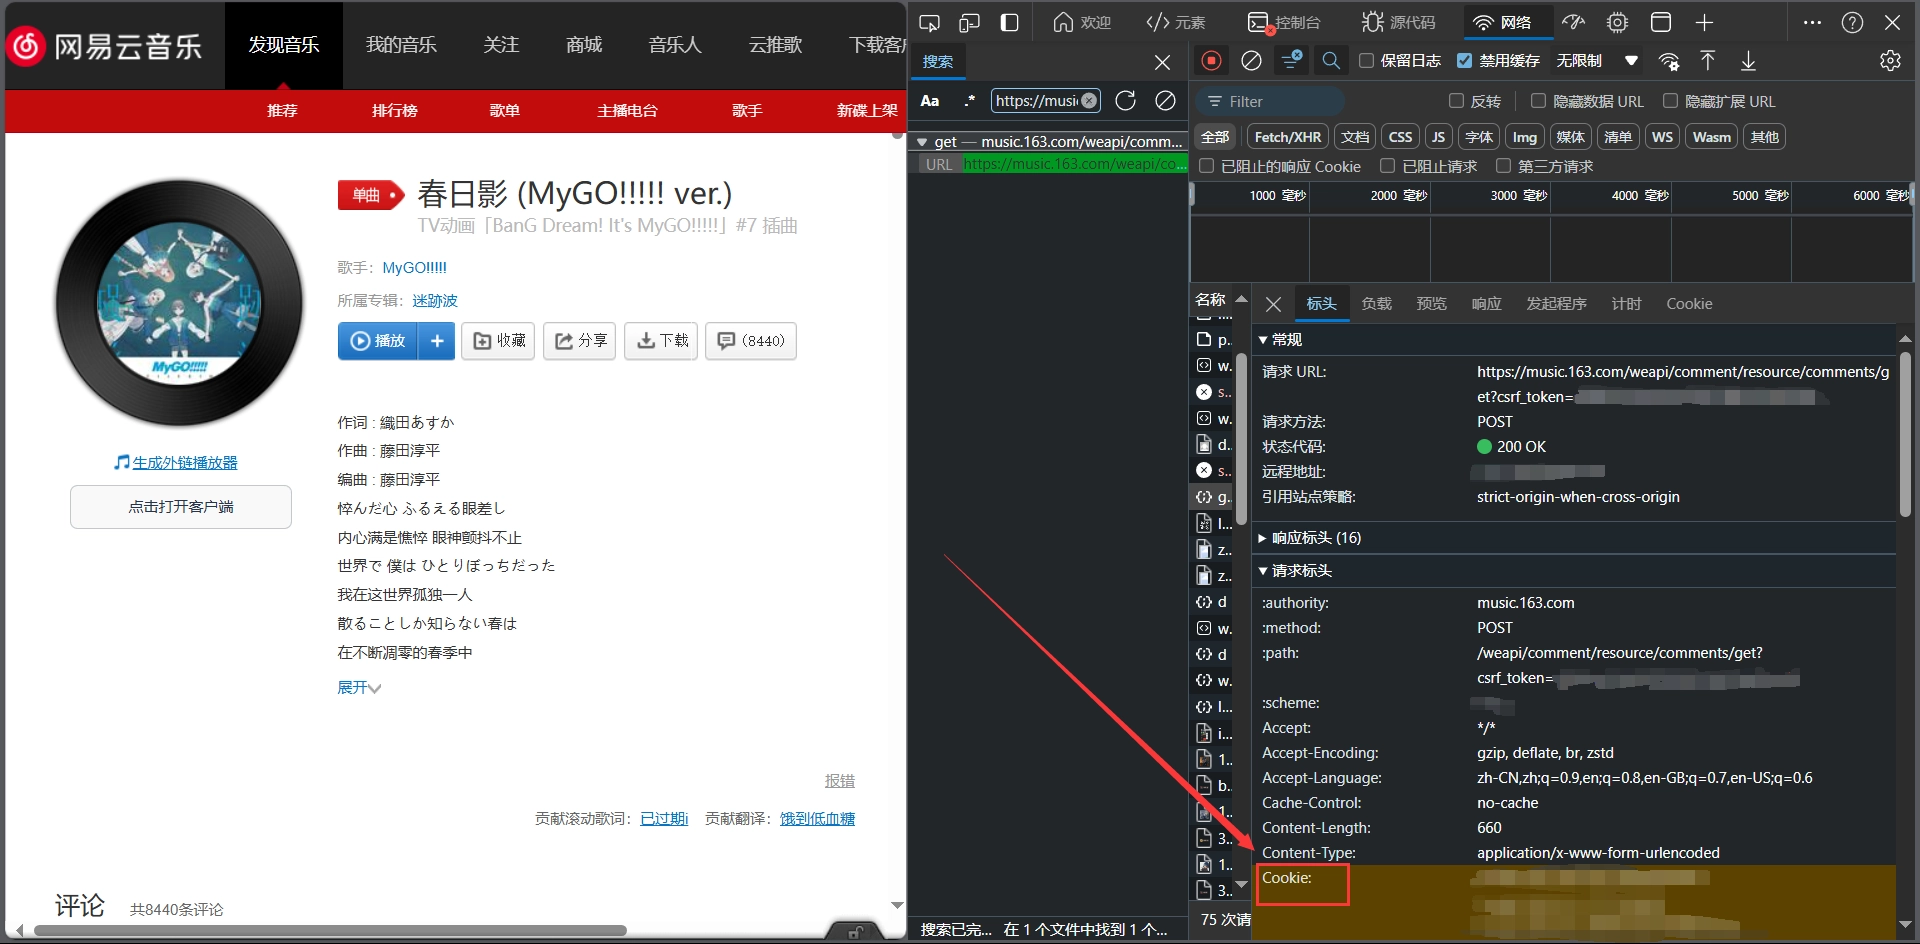 网易云音乐
发现音乐
我的音乐
关注
商城
音乐人
云推歌
下载客户
推荐
排行榜
歌单
主播电台
歌手
新碟上架
单曲
春日影 (MyGO!!!!! ver.)
TV动画「BanG Dream! It's MyGO!!!!!」#7 插曲
歌手: MyGO!!!!!
所属专辑: 迷跡波
播放
+
收藏
分享
下载
(8440)
MyGO!!!!!
生成外链播放器
点击打开客户端
作词 : 織田あすか
作曲 : 藤田淳平
编曲 : 藤田淳平
悴んだ心 ふるえる眼差し
内心满是憔悴 眼神颤抖不止
世界で 僕は ひとりぼっちだった
我在这世界孤独一人
散ることしか知らない春は
在不断凋零的春季中
展开
报错
贡献滚动歌词: 已过期i 贡献翻译: 饿到低血糖
评论 共8440条评论
欢迎
元素
控制台
源代码
网络
搜索
Aa .* https://musi
get — music.163.com/weapi/comm...
URL https://music.163.com/weapi/co...
搜索已完... 在 1 个文件中找到 1 个...
保留日志
禁用缓存
无限制
Filter
反转
隐藏数据 URL
隐藏扩展 URL
全部 Fetch/XHR 文档 CSS JS 字体 Img 媒体 清单 WS Wasm 其他
已阻止的响应 Cookie
已阻止请求
第三方请求
1000 毫秒 2000 毫秒 3000 毫秒 4000 毫秒 5000 毫秒 6000 毫秒
名称
p..
w.
s..
w.
d..
s..
g..
l...
z..
z..
d
w.
d
w.
l...
i...
1..
b..
1..
3..
1..
3..
75 次请
标头 负载 预览 响应 发起程序 计时 Cookie
常规
请求 URL: https://music.163.com/weapi/comment/resource/comments/g
et?csrf_token=
请求方法: POST
状态代码: 200 OK
远程地址:
引用站点策略: strict-origin-when-cross-origin
响应标头 (16)
请求标头
:authority: music.163.com
:method: POST
:path: /weapi/comment/resource/comments/get?
csrf_token=
:scheme:
Accept: */*
Accept-Encoding: gzip, deflate, br, zstd
Accept-Language: zh-CN,zh;q=0.9,en;q=0.8,en-GB;q=0.7,en-US;q=0.6
Cache-Control: no-cache
Content-Length: 660
Content-Type: application/x-www-form-urlencoded
Cookie: